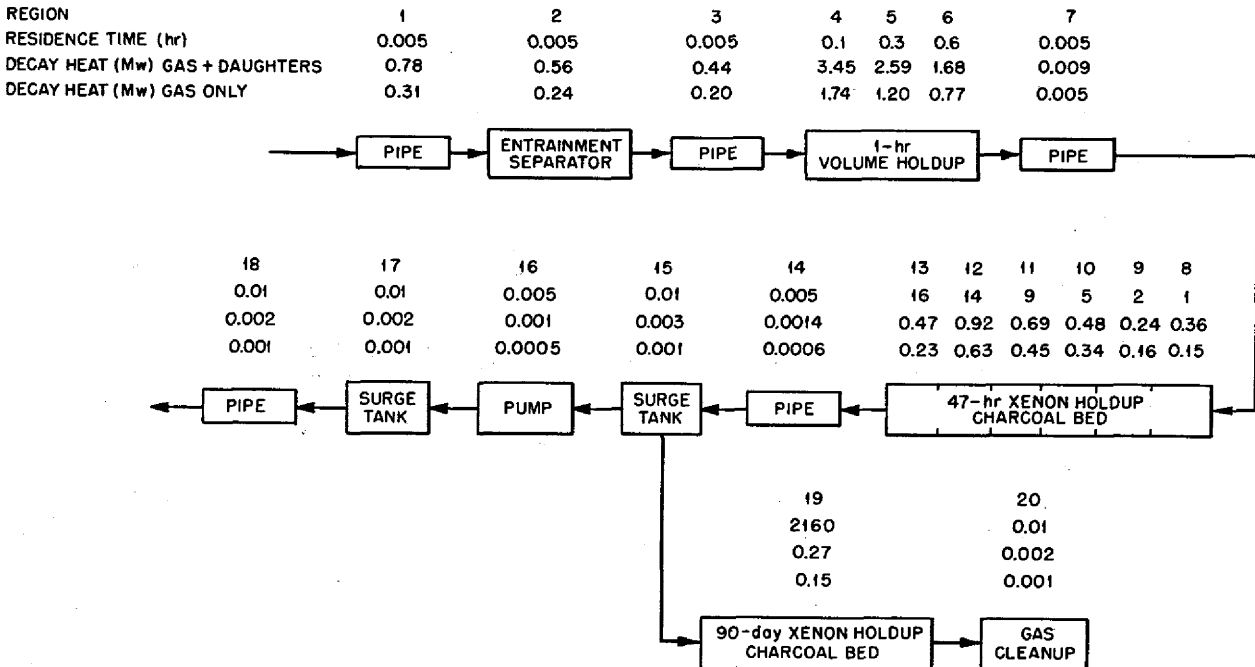 REGION 1 2 3 4 5 6 7
RESIDENCE TIME (hr) 0.005 0.005 0.005 0.1 0.3 0.6 0.005
DECAY HEAT (Mw) GAS + DAUGHTERS 0.78 0.56 0.44 3.45 2.59 1.68 0.009
DECAY HEAT (Mw) GAS ONLY 0.31 0.24 0.20 1.74 1.20 0.77 0.005
PIPE
ENTRAINMENT
SEPARATOR
PIPE
1-hr
VOLUME HOLDUP
PIPE
18 17 16 15 14 13 12 11 10 9 8
0.01 0.01 0.005 0.01 0.005 16 14 9 5 2 1
0.002 0.002 0.001 0.003 0.0014 0.47 0.92 0.69 0.48 0.24 0.36
0.001 0.001 0.0005 0.001 0.0006 0.23 0.63 0.45 0.34 0.16 0.15
PIPE
SURGE
TANK
PUMP
SURGE
TANK
PIPE
47-hr XENON HOLDUP
CHARCOAL BED
19 20
2160 0.01
0.27 0.002
0.15 0.001
90-day XENON HOLDUP
CHARCOAL BED
GAS
CLEANUP